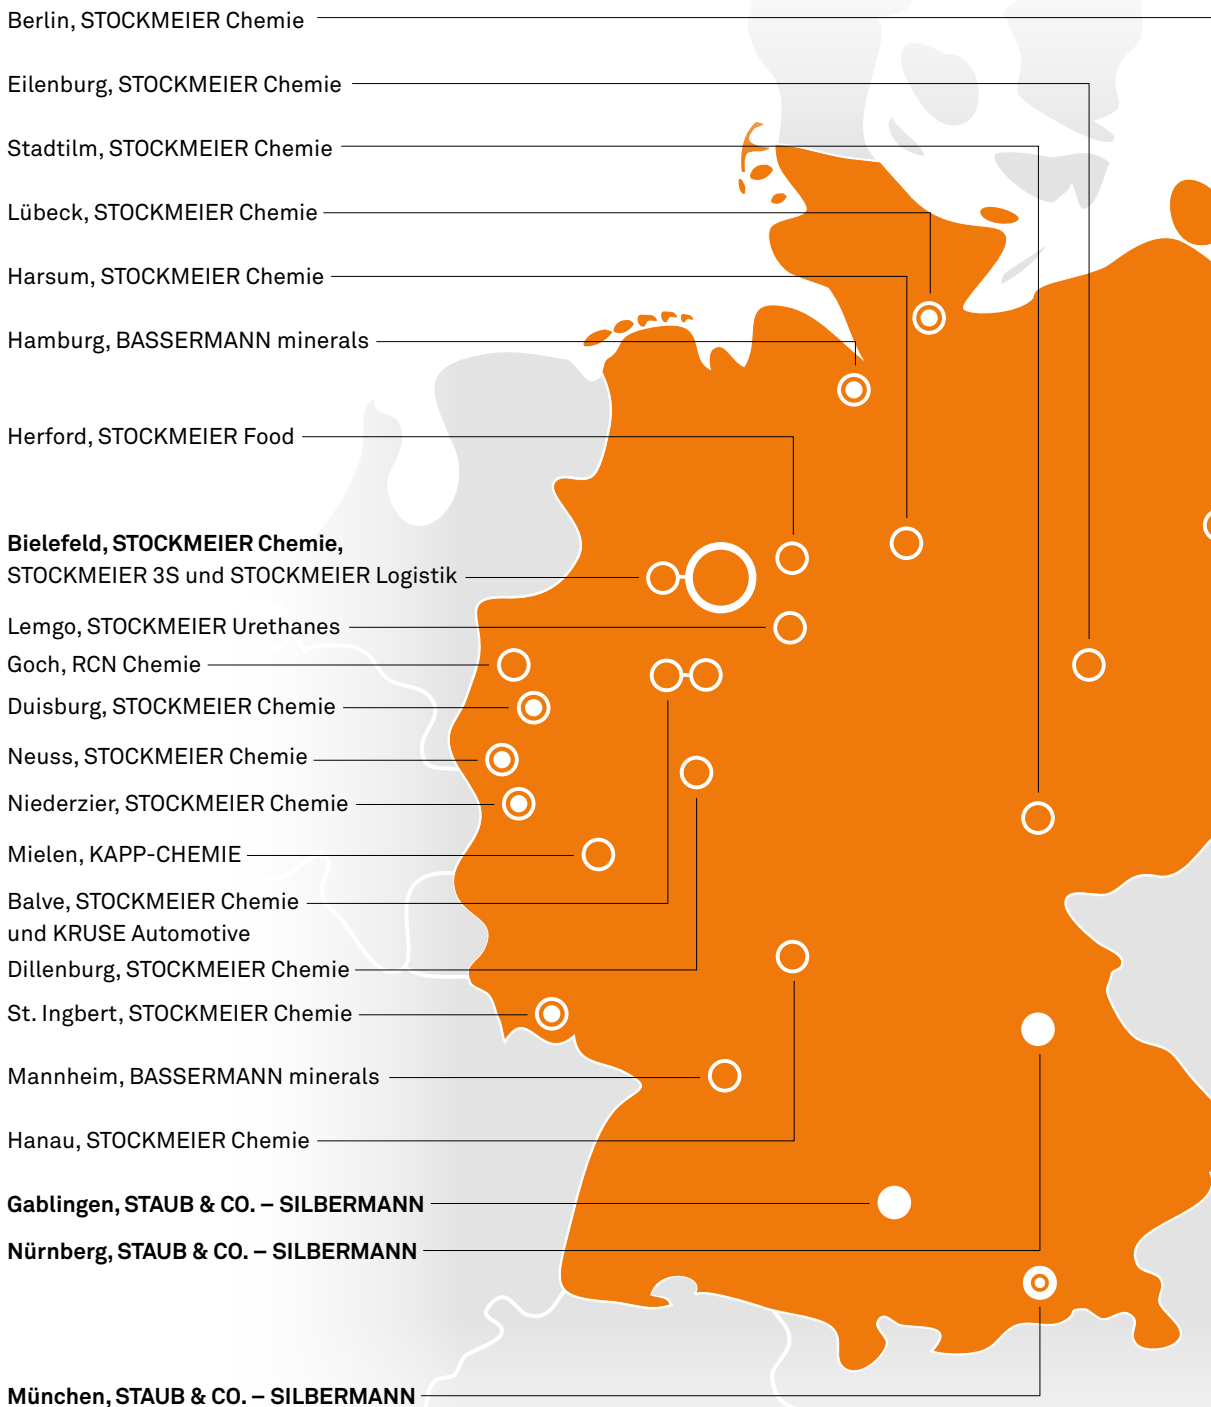 Berlin, STOCKMEIER Chemie
Eilenburg, STOCKMEIER Chemie
Stadtilm, STOCKMEIER Chemie
Lübeck, STOCKMEIER Chemie
Harsum, STOCKMEIER Chemie
Hamburg, BASSERMANN minerals
Herford, STOCKMEIER Food
Bielefeld, STOCKMEIER Chemie,
STOCKMEIER 3S und STOCKMEIER Logistik
Lemgo, STOCKMEIER Urethanes
Goch, RCN Chemie
Duisburg, STOCKMEIER Chemie
Neuss, STOCKMEIER Chemie
Niederzier, STOCKMEIER Chemie
Mielen, KAPP-CHEMIE
Balve, STOCKMEIER Chemie
und KRUSE Automotive
Dillenburg, STOCKMEIER Chemie
St. Ingbert, STOCKMEIER Chemie
Mannheim, BASSERMANN minerals
Hanau, STOCKMEIER Chemie
Gablingen, STAUB & CO. – SILBERMANN
Nürnberg, STAUB & CO. – SILBERMANN
München, STAUB & CO. – SILBERMANN